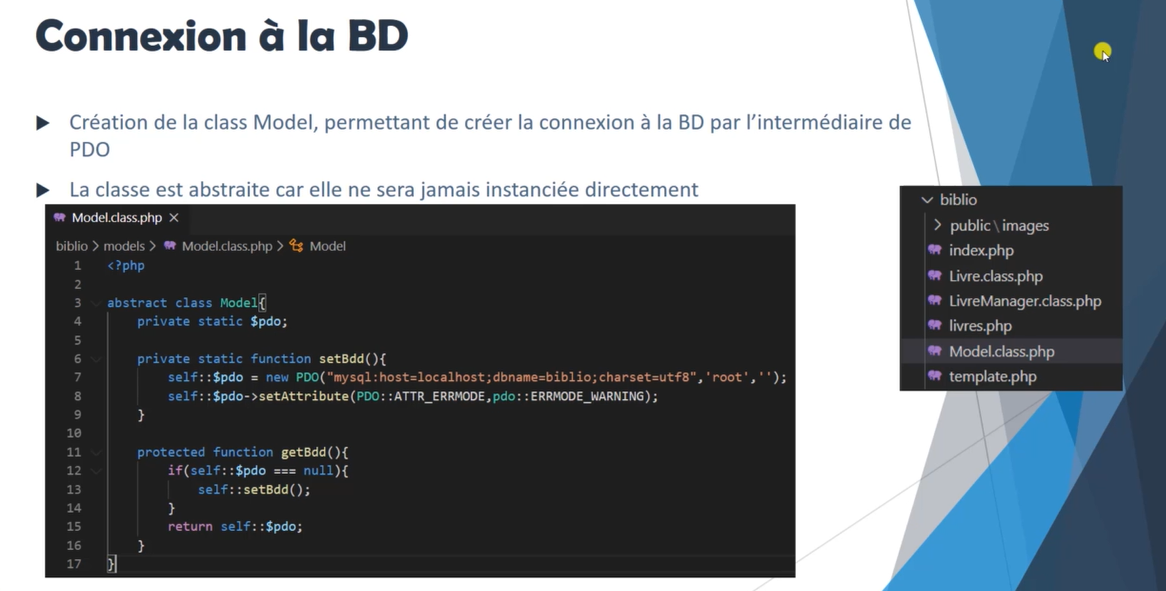 Connexion à la BD
Création de la class Model, permettant de créer la connexion à la BD par l'intermédiaire de
PDO
La classe est abstraite car elle ne sera jamais instanciée directement
Model.class.php
biblio > models > Model.class.php > Model
1 <?php
2
3 abstract class Model{
4 private static $pdo;
5
6 private static function setBdd(){
7 self::$pdo = new PDO("mysql:host=localhost;dbname=biblio;charset=utf8",'root','');
8 self::$pdo->setAttribute(PDO::ATTR_ERRMODE,pdo::ERRMODE_WARNING);
9 }
10
11 protected function getBdd(){
12 if(self::$pdo === null){
13 self::setBdd();
14 }
15 return self::$pdo;
16 }
17 }
biblio
public \ images
index.php
Livre.class.php
LivreManager.class.php
livres.php
Model.class.php
template.php